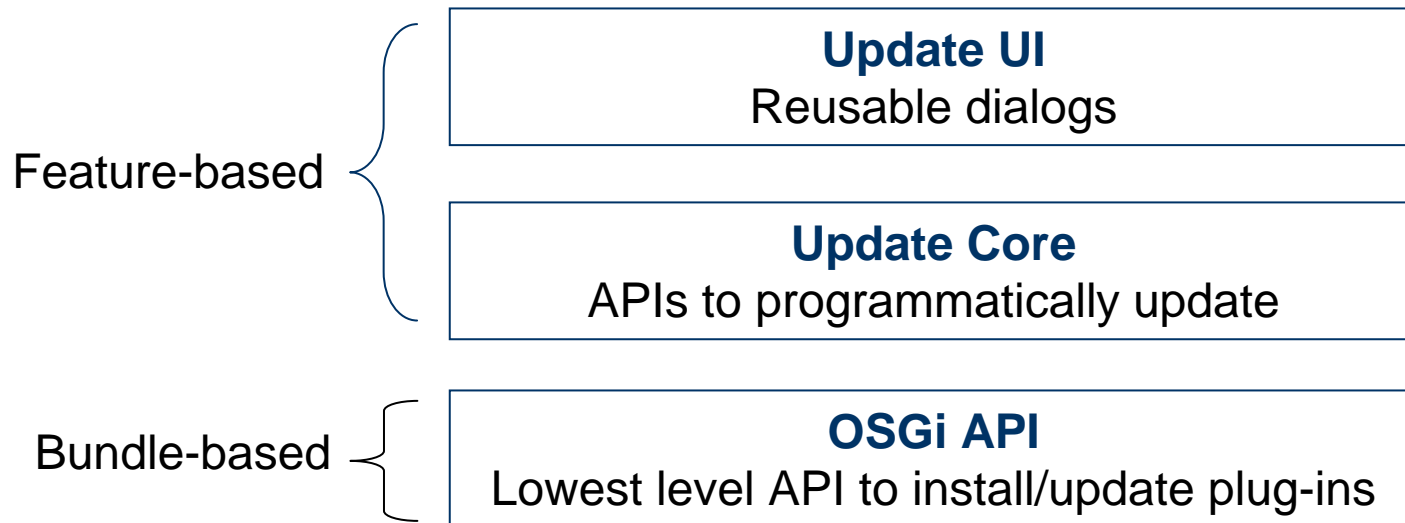 Update UI
Reusable dialogs
Feature-based
Update Core
APIs to programmatically update
OSGi API
Bundle-based
Lowest level API to install/update plug-ins